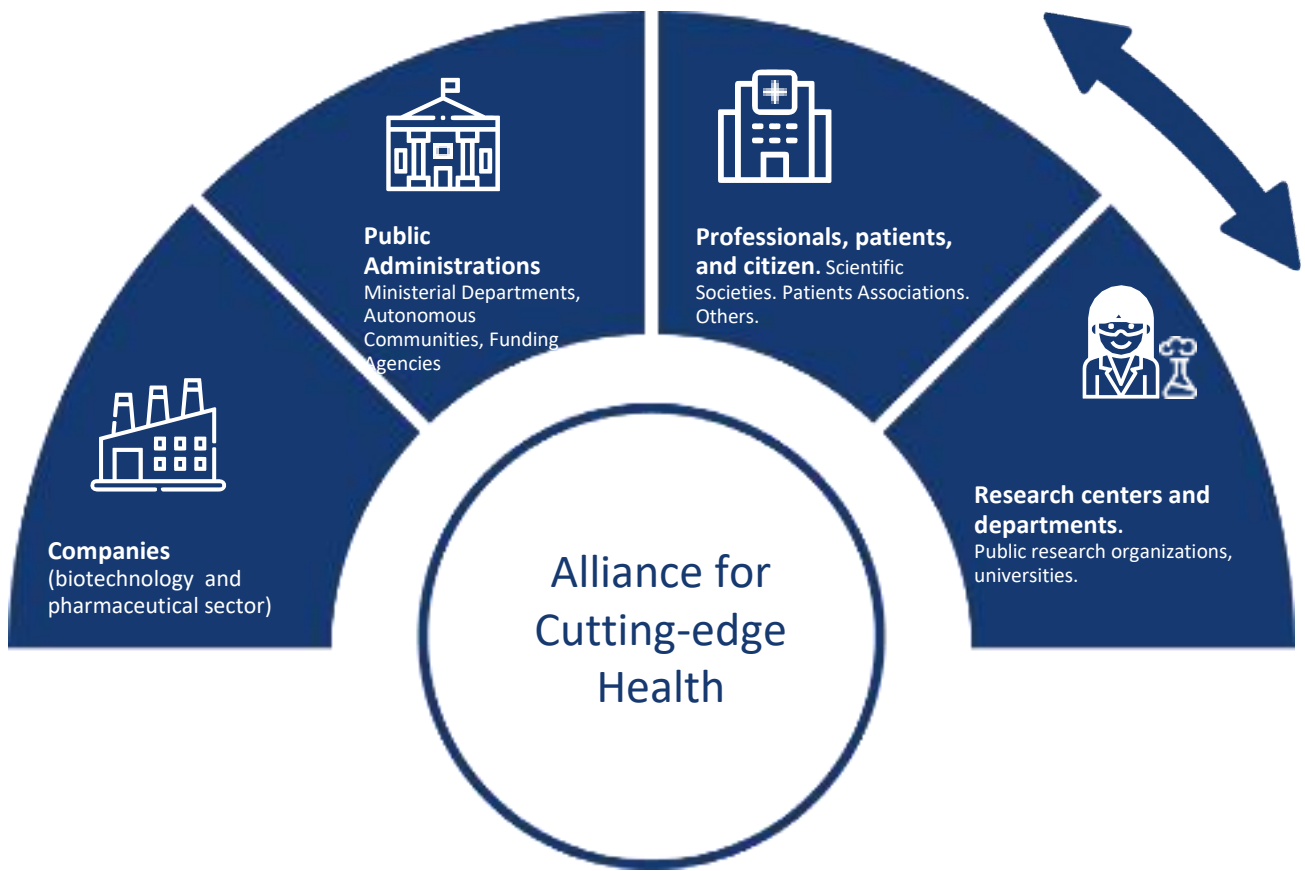 Public
Administrations
Ministerial Departments,
Autonomous
Communities, Funding
Agencies
Professionals, patients,
and citizen. Scientific
Societies. Patients Associations.
Others.
Companies
(biotechnology and
pharmaceutical sector)
Research centers and
departments.
Public research organizations,
universities.
Alliance for
Cutting-edge
Health